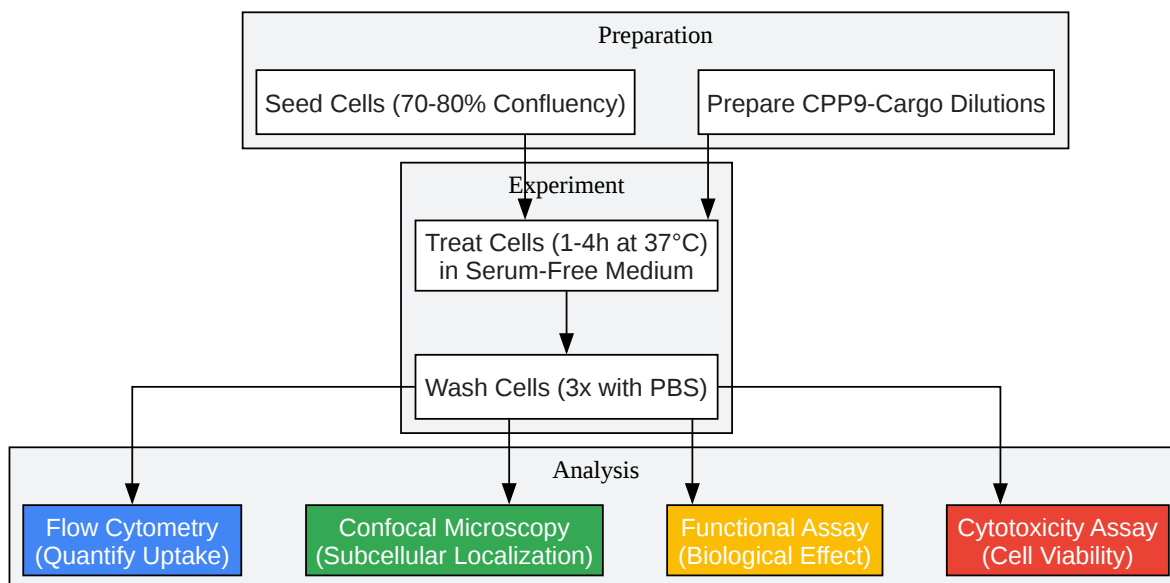 Preparation
Seed Cells (70-80% Confluency)
Prepare CPP9-Cargo Dilutions
Experiment
Treat Cells (1-4h at 37°C)
in Serum-Free Medium
Wash Cells (3x with PBS)
Analysis
Flow Cytometry
(Quantify Uptake)
Confocal Microscopy
(Subcellular Localization)
Functional Assay
(Biological Effect)
Cytotoxicity Assay
(Cell Viability)